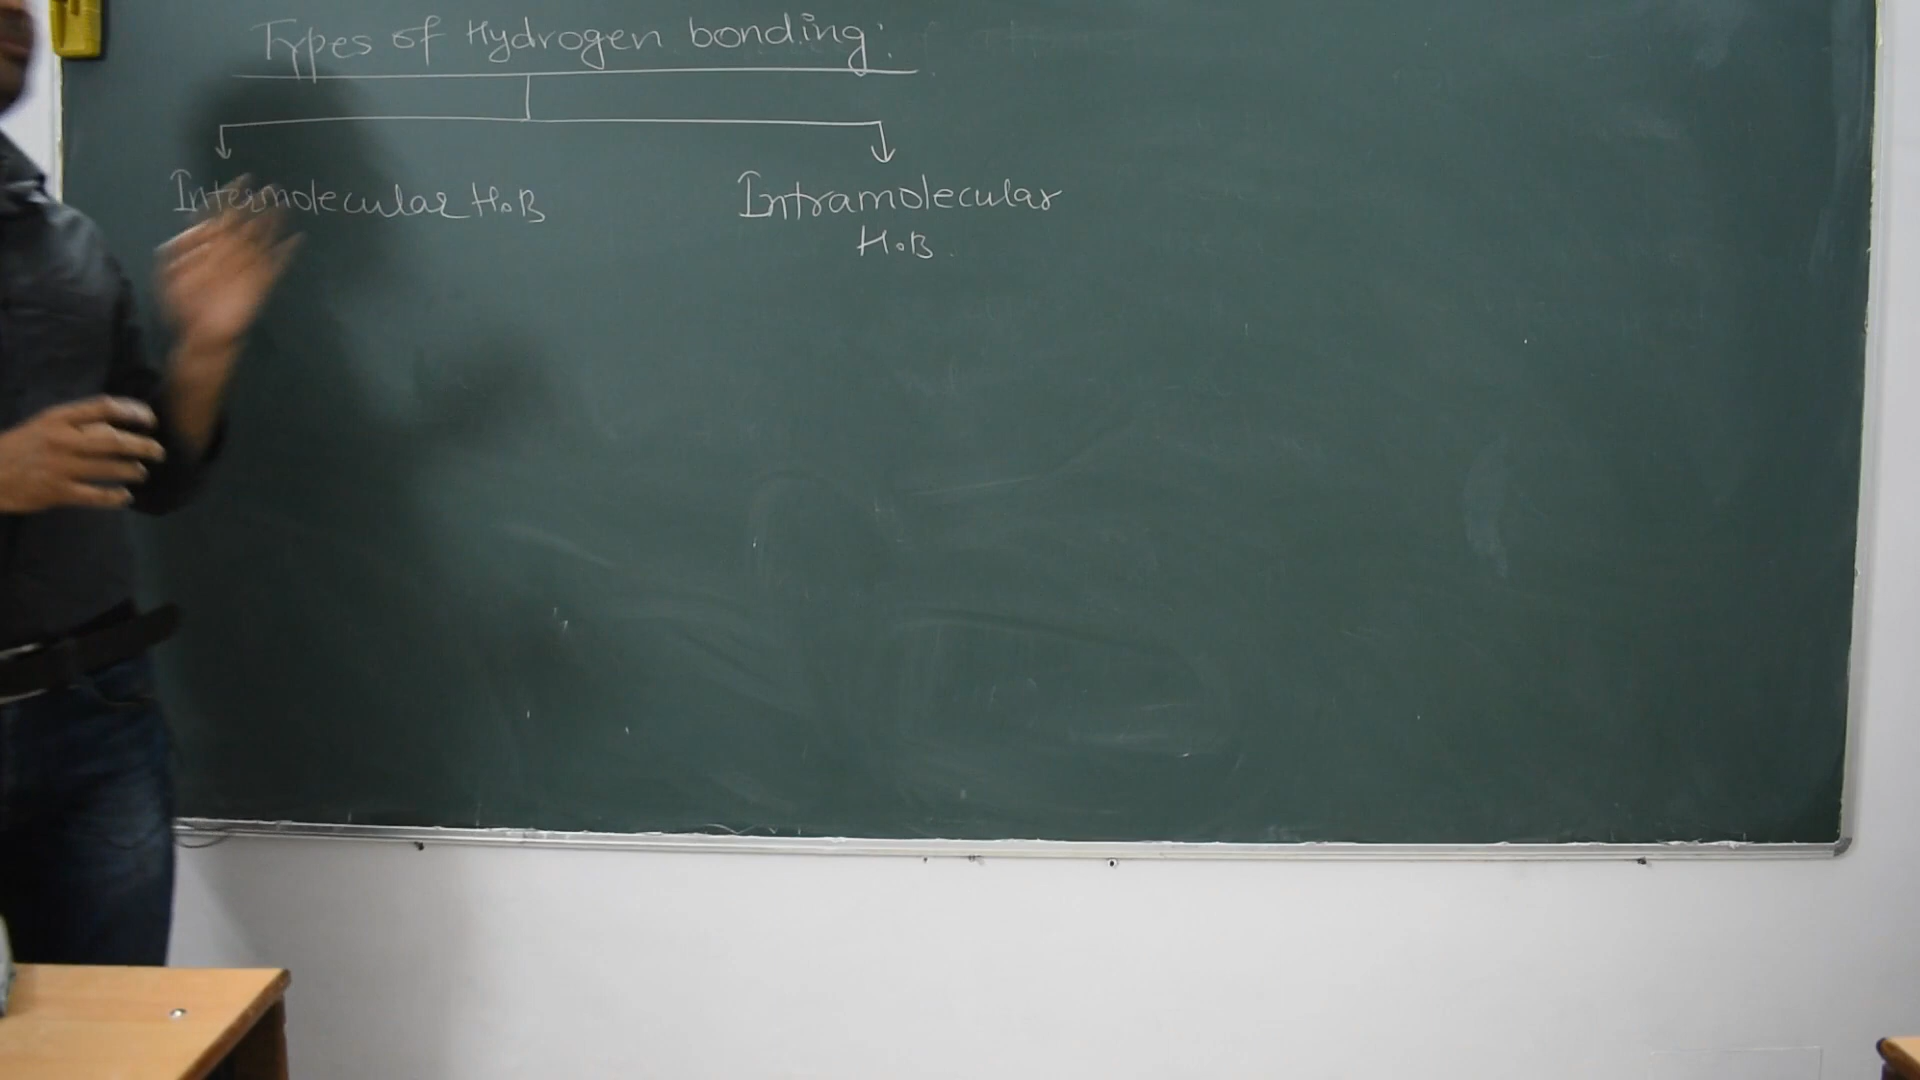 Types of Hydrogen bonding:
Intermolecular H.B
Intramolecular
H.B.